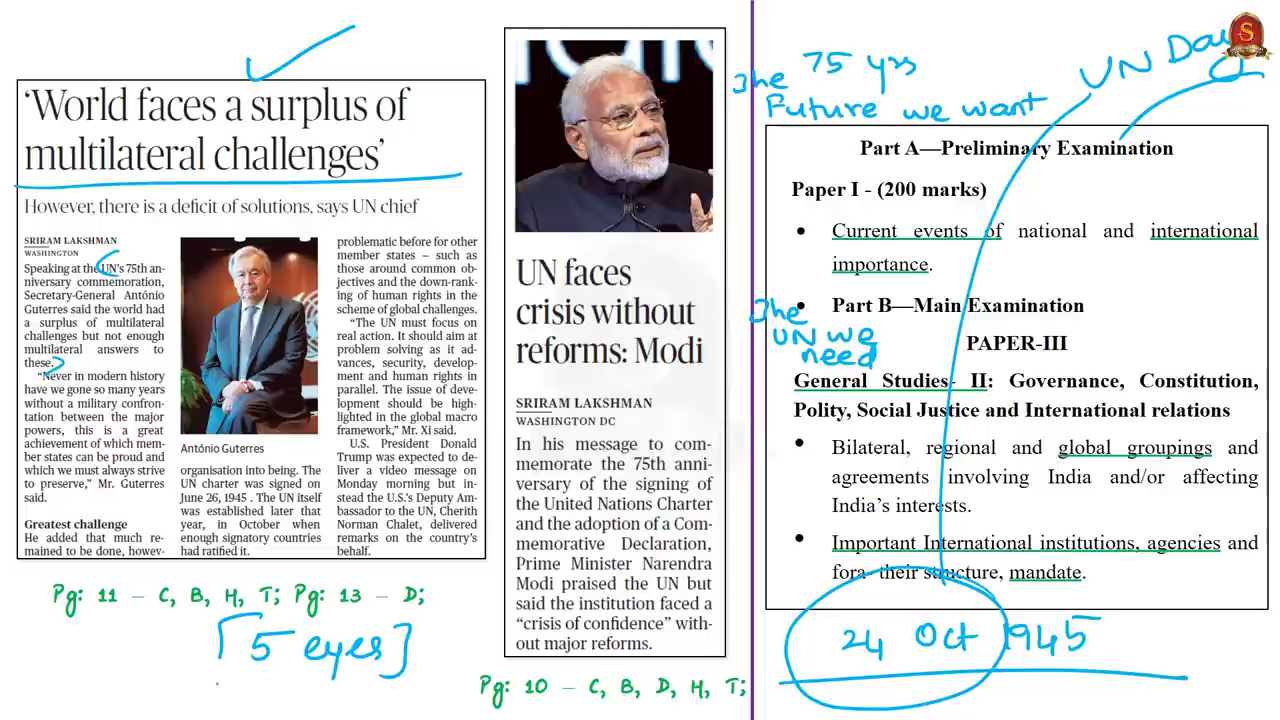 'World faces a surplus of
multilateral challenges'
However, there is a deficit of solutions, says UN chief
SRIRAM LAKSHMAN
WASHINGTON
Speaking at the UN's 75th an-
niversary commemoration,
Secretary-General António
Guterres said the world had
a surplus of multilateral
challenges but not enough
multilateral answers to
these.
"Never in modern history
have we gone so many years
without a military confron-
tation between the major
powers, this is a great
achievement of which mem-
ber states can be proud and
which we must always strive
to preserve," Mr. Guterres
said.
Greatest challenge
He added that much re-
mained to be done, howev-
António Guterres
organisation into being. The
UN charter was signed on
June 26, 1945 . The UN itself
was established later that
year, in October when
enough signatory countries
had ratified it.
problematic before for other
member states – such as
those around common ob-
jectives and the down-rank-
ing of human rights in the
scheme of global challenges.
"The UN must focus on
real action. It should aim at
problem solving as it ad-
vances, security, develop-
ment and human rights in
parallel. The issue of deve-
lopment should be high-
lighted in the global macro
framework," Mr. Xi said.
U.S. President Donald
Trump was expected to de-
liver a video message on
Monday morning but in-
stead the U.S.'s Deputy Am-
bassador to the UN, Cherith
Norman Chalet, delivered
remarks on the country's
behalf.
Pg: 11 – C, B, H, T; Pg: 13 – D;
[5 eyes]
UN faces
crisis without
reforms: Modi
SRIRAM LAKSHMAN
WASHINGTON DC
In his message to com-
memorate the 75th anni-
versary of the signing of
the United Nations Charter
and the adoption of a Com-
memorative Declaration,
Prime Minister Narendra
Modi praised the UN but
said the institution faced a
"crisis of confidence" with-
out major reforms.
Pg: 10 – C, B, D, H, T;
75 yrs
The
Future we want
UN Day
S
Part A—Preliminary Examination
Paper I - (200 marks)
• Current events of national and international
importance.
• Part B—Main Examination
The
UN we
need
PAPER-III
General Studies- II: Governance, Constitution,
Polity, Social Justice and International relations
• Bilateral, regional and global groupings and
agreements involving India and/or affecting
India's interests.
• Important International institutions, agencies and
fora- their structure, mandate.
24 Oct 1945